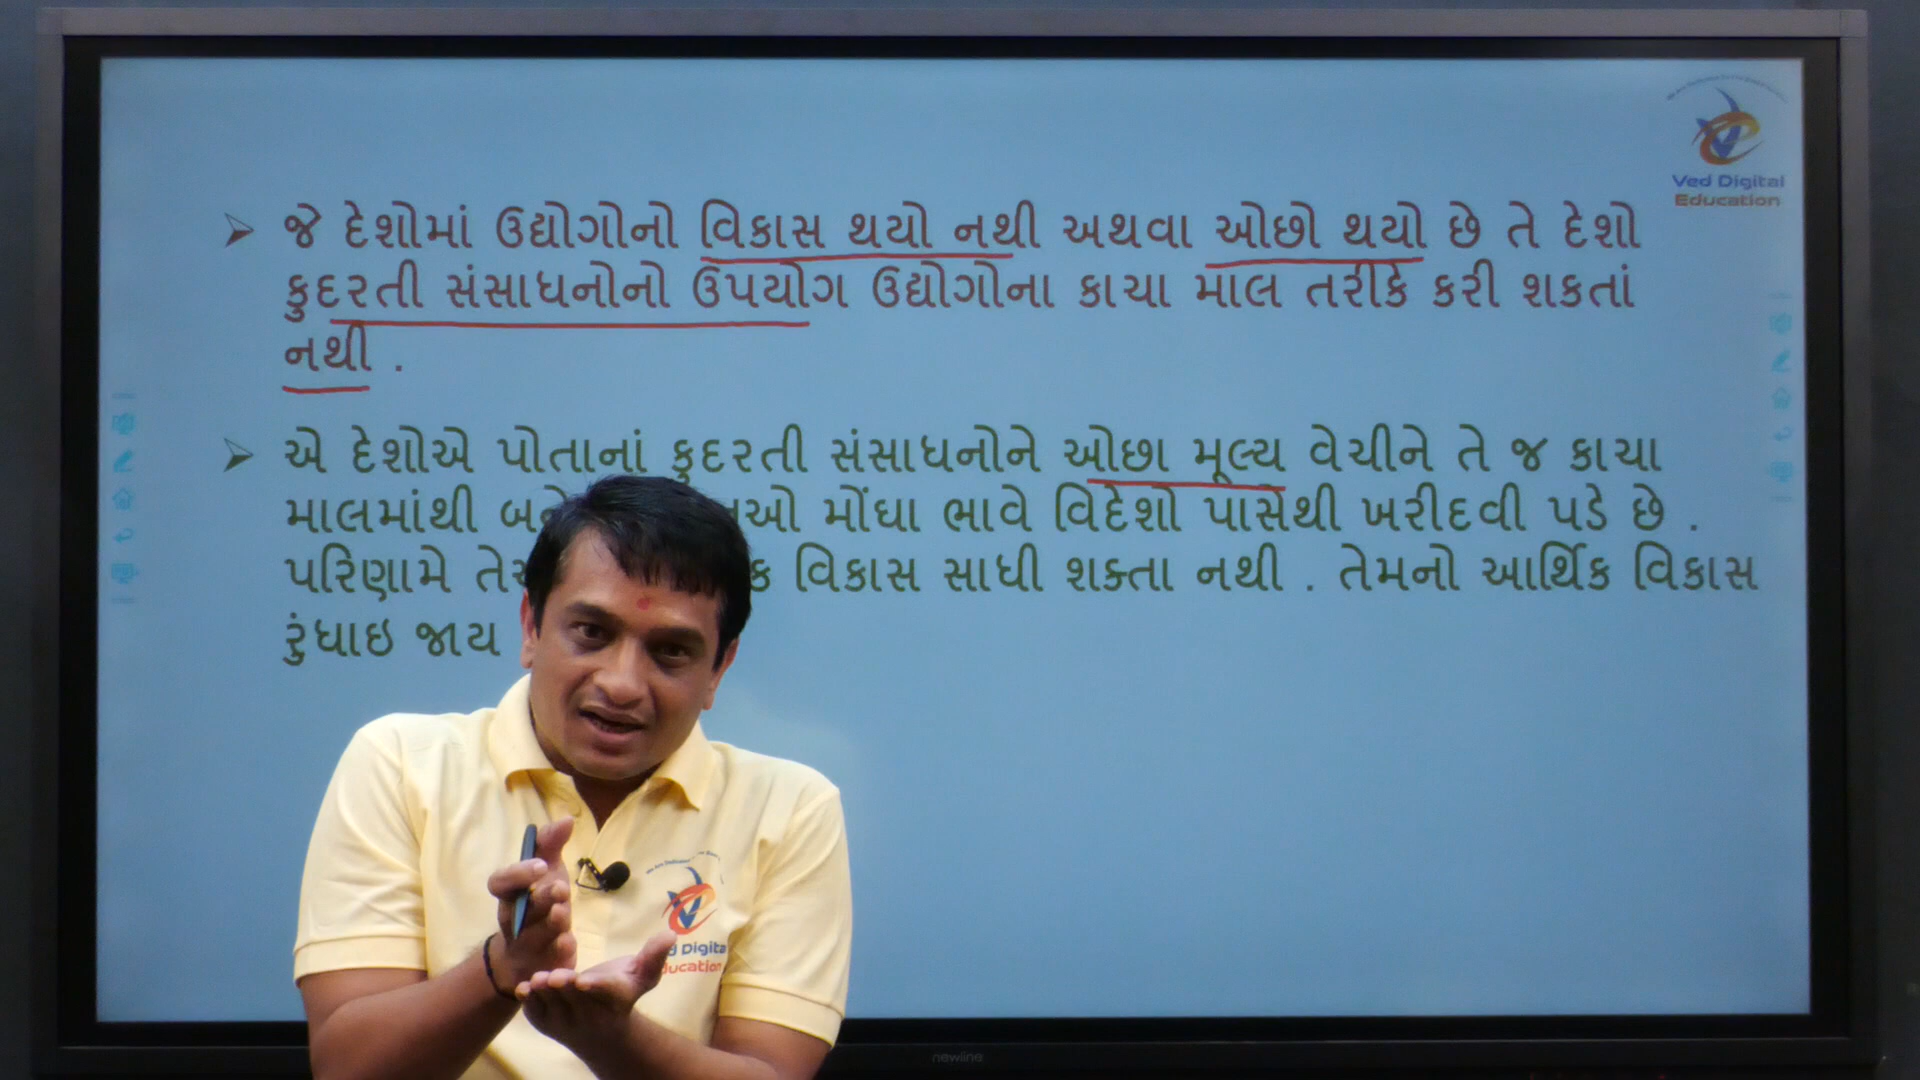 Ved Digital
Education
➢ જે દેશોમાં ઉદ્યોગોનો વિકાસ થયો નથી અથવા ઓછો થયો છે તે દેશો
કુદરતી સંસાધનોનો ઉપયોગ ઉદ્યોગોના કાચા માલ તરીકે કરી શકતાં
નથી .
➢ એ દેશોએ પોતાનાં કુદરતી સંસાધનોને ઓછા મૂલ્ય વેચીને તે જ કાચા
માલમાંથી મોંઘા ભાવે વિદેશો પાસેથી ખરીદવી પડે છે .
પરિણામે વિકાસ સાધી શક્તા નથી . તેમનો આર્થિક વિકાસ
રુંધાઇ જાય
newline